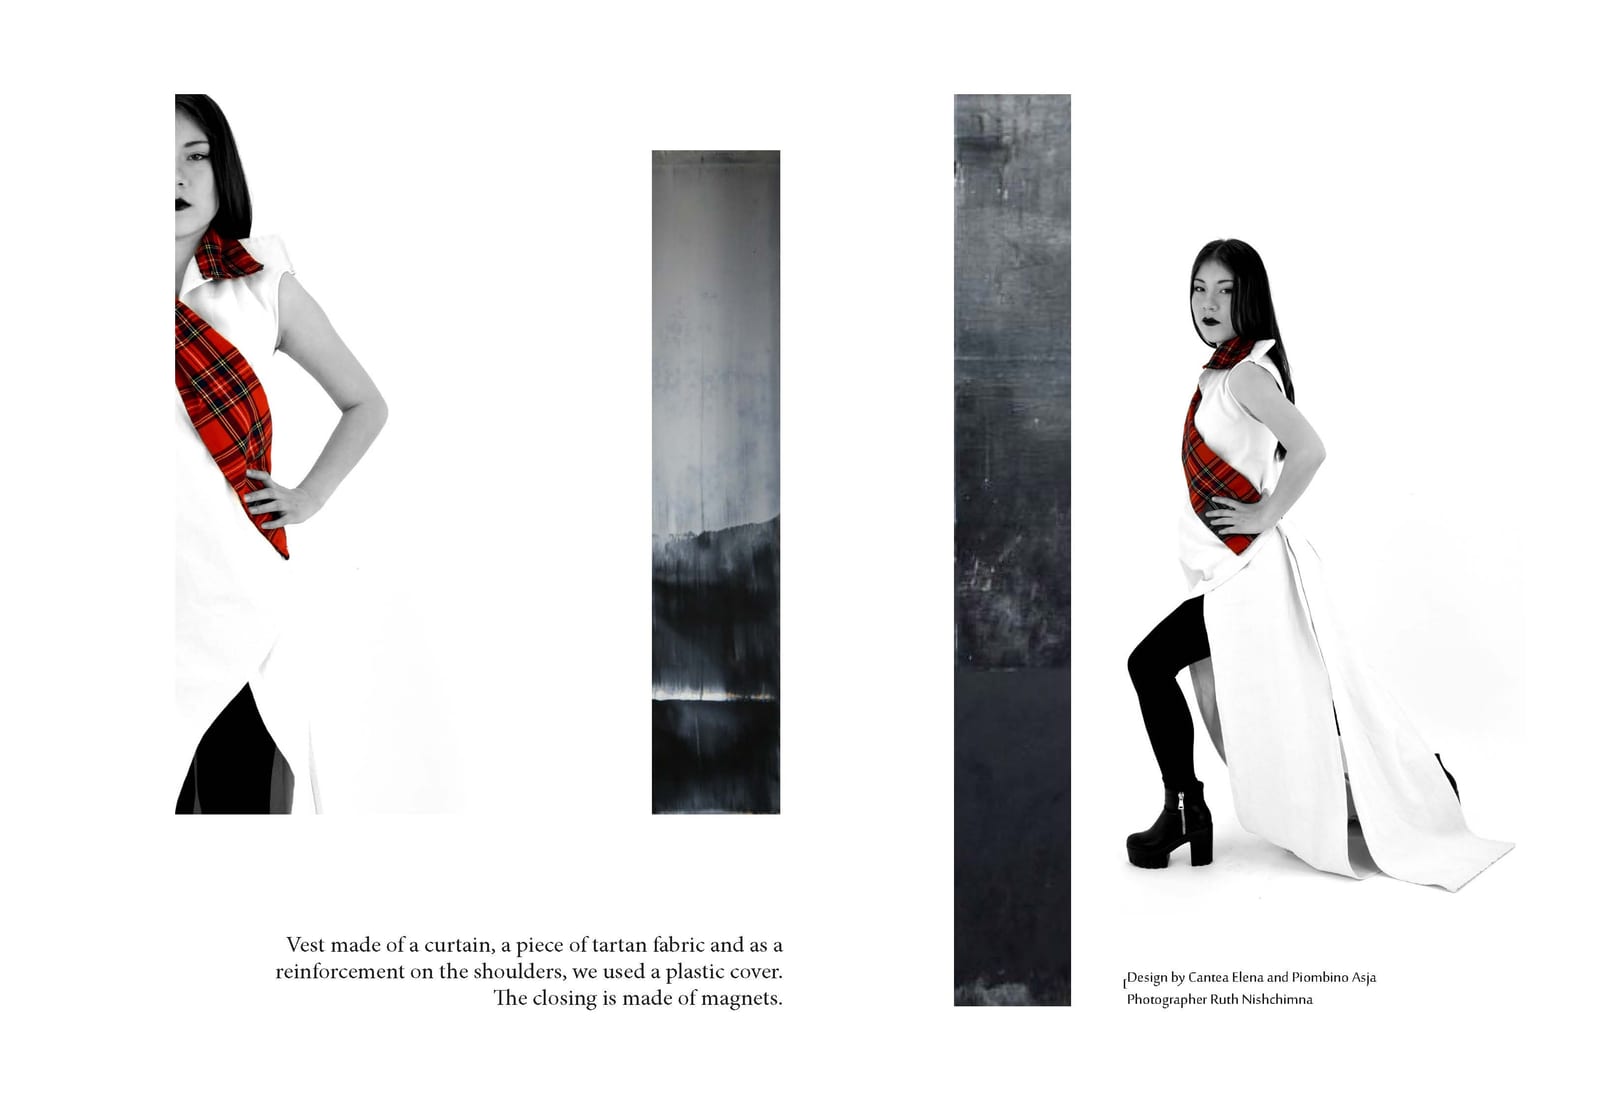 Vest made of a curtain, a piece of tartan fabric and as a
reinforcement on the shoulders, we used a plastic cover.
The closing is made of magnets.
[Design by Cantea Elena and Piombino Asja
Photographer Ruth Nishchimna